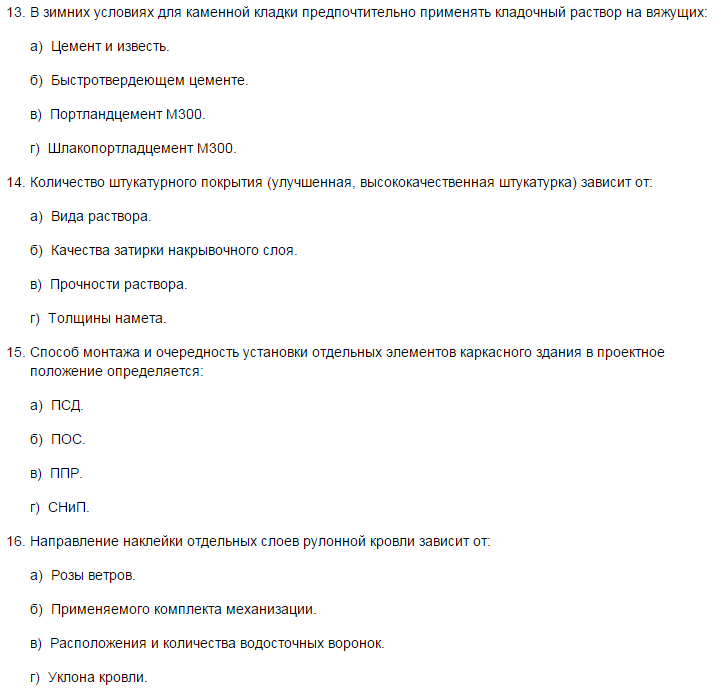 13. В зимних условиях для каменной кладки предпочтительно применять кладочный раствор на вяжущих:
а) Цемент и известь.
б) Быстротвердеющем цементе.
в) Портландцемент М300.
г) Шлакопортладцемент М300.
14. Количество штукатурного покрытия (улучшенная, высококачественная штукатурка) зависит от:
а) Вида раствора.
б) Качества затирки накрывочного слоя.
в) Прочности раствора.
г) Толщины намета.
15. Способ монтажа и очередность установки отдельных элементов каркасного здания в проектное
положение определяется:
а) ПСД.
б) ПОС.
в) ППР.
г) СНиП.
16. Направление наклейки отдельных слоев рулонной кровли зависит от:
а) Розы ветров.
б) Применяемого комплекта механизации.
в) Расположения и количества водосточных воронок.
г) Уклона кровли.